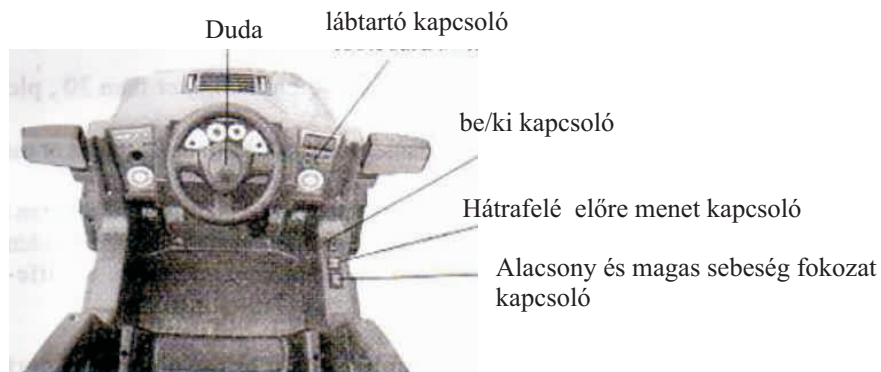 Duda
lábtartó kapcsoló
be/ki kapcsoló
Hátrafelé előre menet kapcsoló
Alacsony és magas sebeség fokozat
kapcsoló